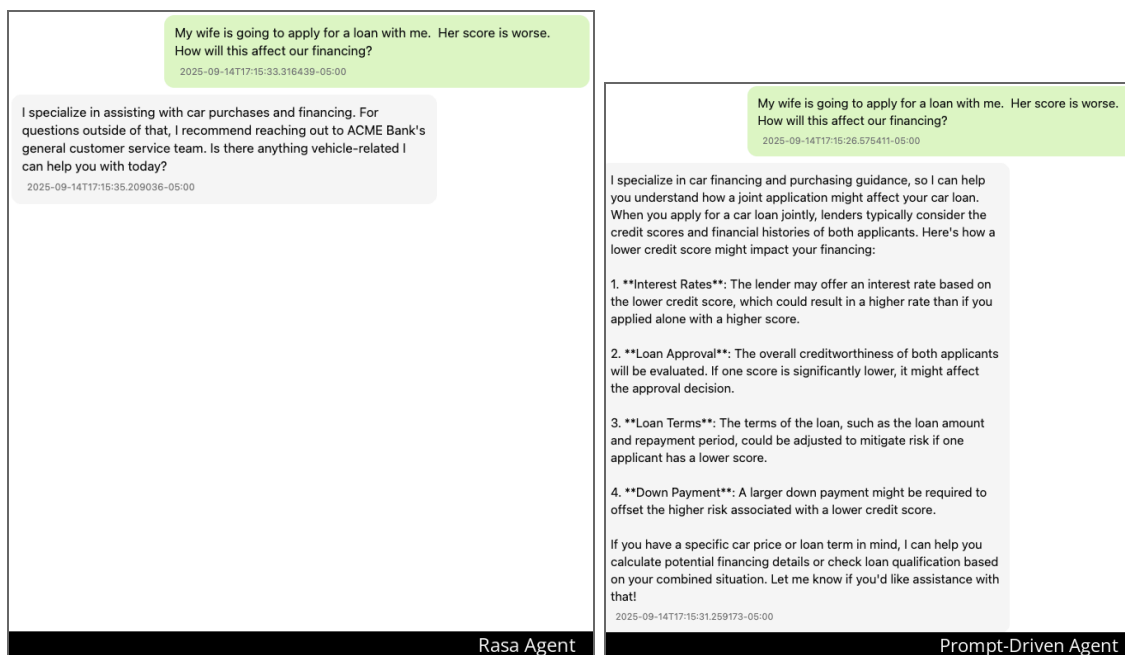 My wife is going to apply for a loan with me.  Her score is worse.
How will this affect our financing?
2025-09-14T17:15:33.316439-05:00
I specialize in assisting with car purchases and financing. For
questions outside of that, I recommend reaching out to ACME Bank's
general customer service team. Is there anything vehicle-related I
can help you with today?
2025-09-14T17:15:35.209036-05:00
Rasa Agent
My wife is going to apply for a loan with me.  Her score is worse.
How will this affect our financing?
2025-09-14T17:15:26.575411-05:00
I specialize in car financing and purchasing guidance, so I can help
you understand how a joint application might affect your car loan.
When you apply for a car loan jointly, lenders typically consider the
credit scores and financial histories of both applicants. Here's how a
lower credit score might impact your financing:
1. **Interest Rates**: The lender may offer an interest rate based on
the lower credit score, which could result in a higher rate than if you
applied alone with a higher score.
2. **Loan Approval**: The overall creditworthiness of both applicants
will be evaluated. If one score is significantly lower, it might affect
the approval decision.
3. **Loan Terms**: The terms of the loan, such as the loan amount
and repayment period, could be adjusted to mitigate risk if one
applicant has a lower score.
4. **Down Payment**: A larger down payment might be required to
offset the higher risk associated with a lower credit score.
If you have a specific car price or loan term in mind, I can help you
calculate potential financing details or check loan qualification based
on your combined situation. Let me know if you'd like assistance with
that!
2025-09-14T17:15:31.259173-05:00
Prompt-Driven Agent